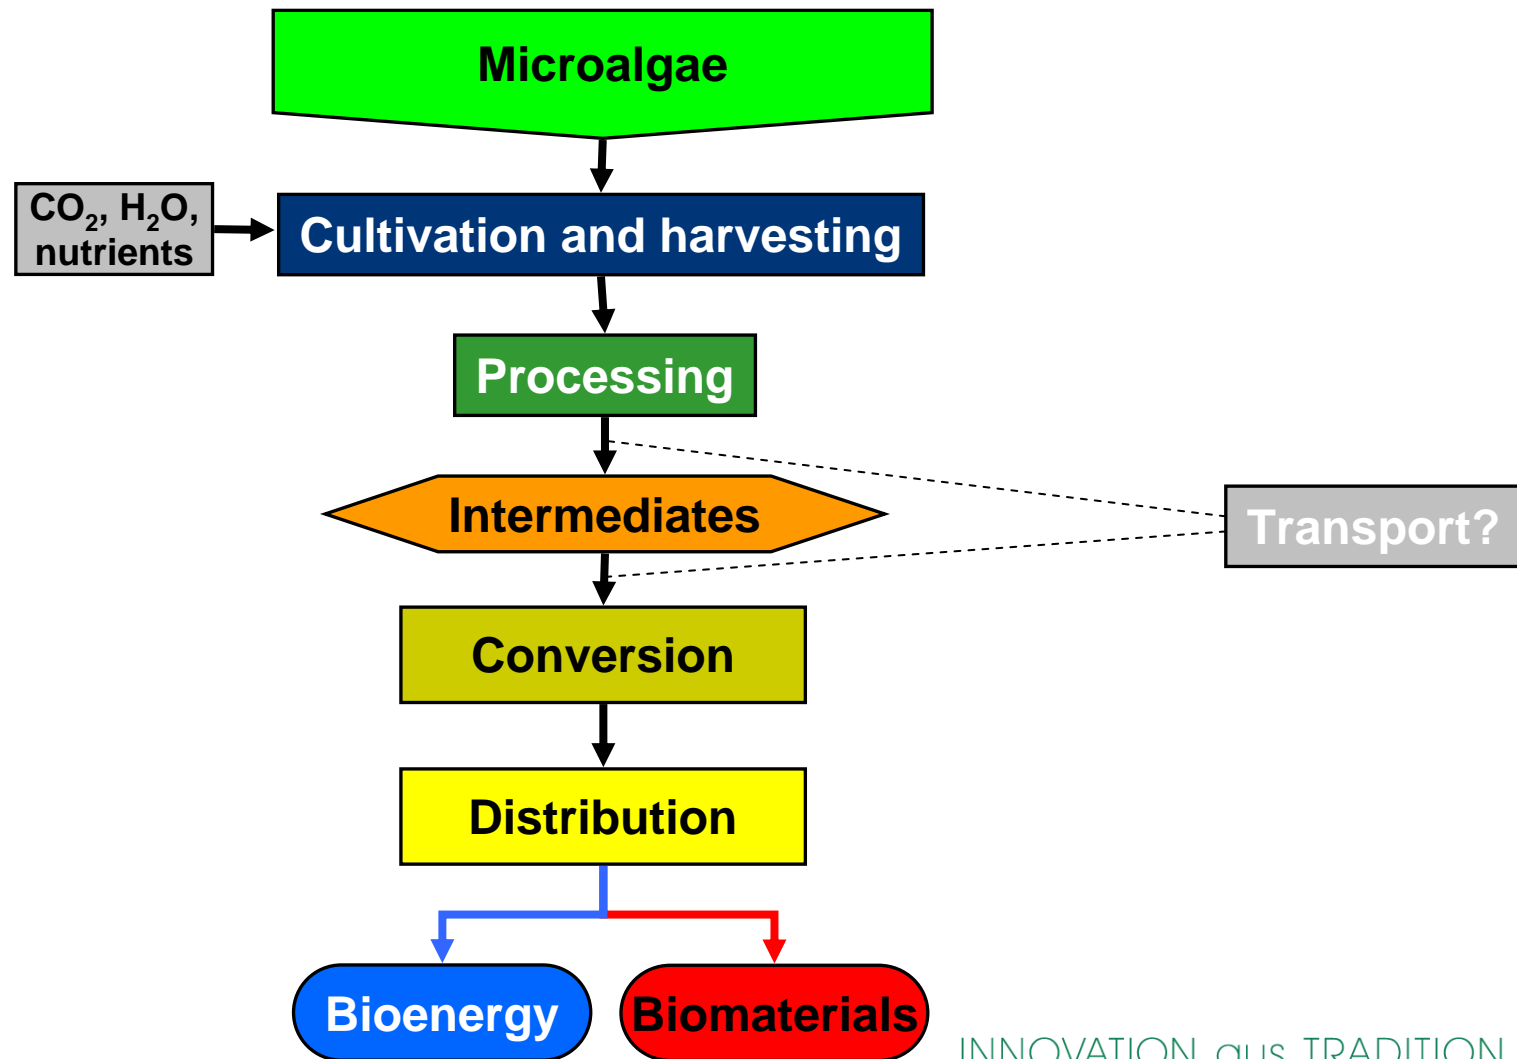 Microalgae
CO₂, H₂O,
nutrients
Cultivation and harvesting
Processing
Intermediates
Transport?
Conversion
Distribution
Bioenergy
Biomaterials
INNOVATION aus TRADITION